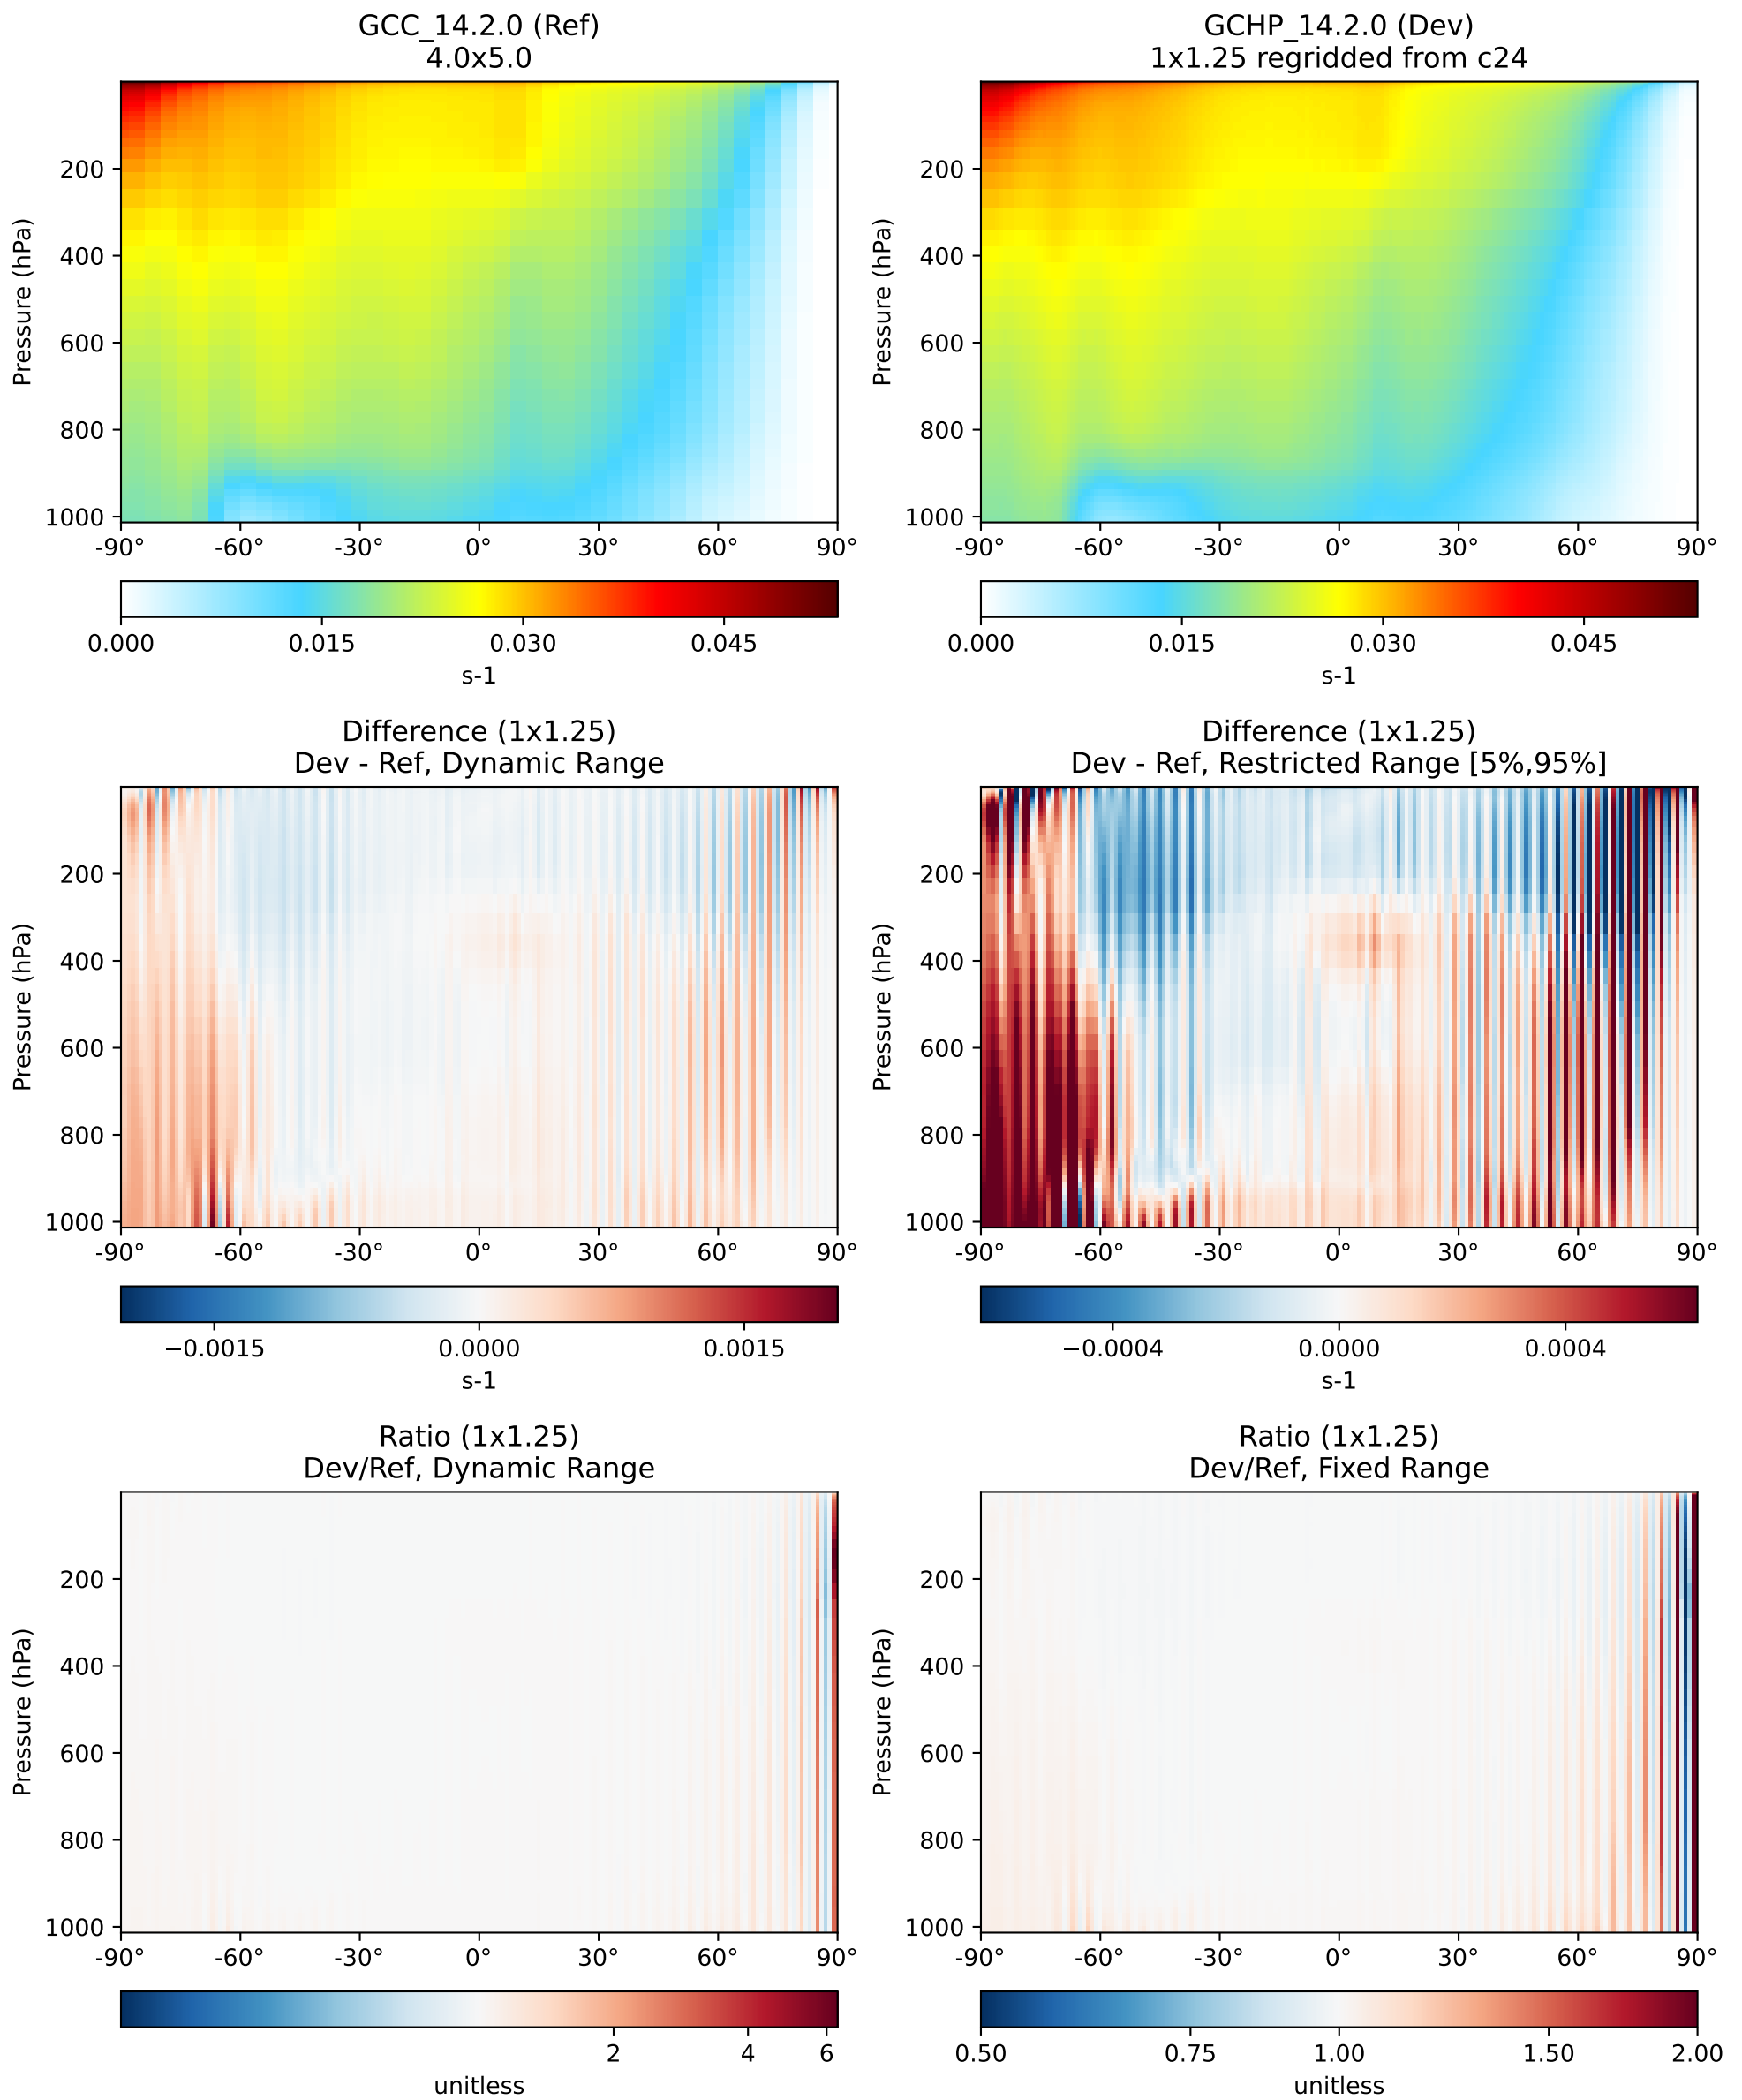 GCC_14.2.0 (Ref)
4.0x5.0
Pressure (hPa)
200
400
600
800
1000
-90° -60° -30° 0° 30° 60° 90°
0.000 0.015 0.030 0.045
s-1
GCHP_14.2.0 (Dev)
1x1.25 regridded from c24
Pressure (hPa)
200
400
600
800
1000
-90° -60° -30° 0° 30° 60° 90°
0.000 0.015 0.030 0.045
s-1
Difference (1x1.25)
Dev - Ref, Dynamic Range
Pressure (hPa)
200
400
600
800
1000
-90° -60° -30° 0° 30° 60° 90°
−0.0015 0.0000 0.0015
s-1
Difference (1x1.25)
Dev - Ref, Restricted Range [5%,95%]
Pressure (hPa)
200
400
600
800
1000
-90° -60° -30° 0° 30° 60° 90°
−0.0004 0.0000 0.0004
s-1
Ratio (1x1.25)
Dev/Ref, Dynamic Range
Pressure (hPa)
200
400
600
800
1000
-90° -60° -30° 0° 30° 60° 90°
2 4 6
unitless
Ratio (1x1.25)
Dev/Ref, Fixed Range
Pressure (hPa)
200
400
600
800
1000
-90° -60° -30° 0° 30° 60° 90°
0.50 0.75 1.00 1.50 2.00
unitless